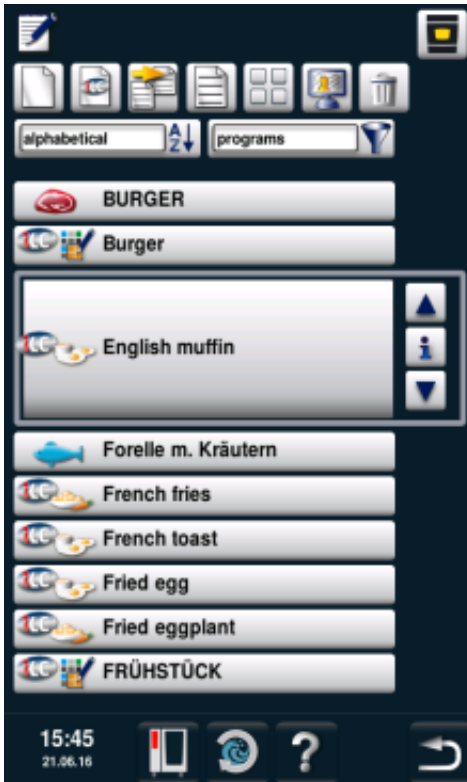 alphabetical
programs
BURGER
Burger
English muffin
Forelle m. Kräutern
French fries
French toast
Fried egg
Fried eggplant
FRÜHSTÜCK
15:45
21.06.16